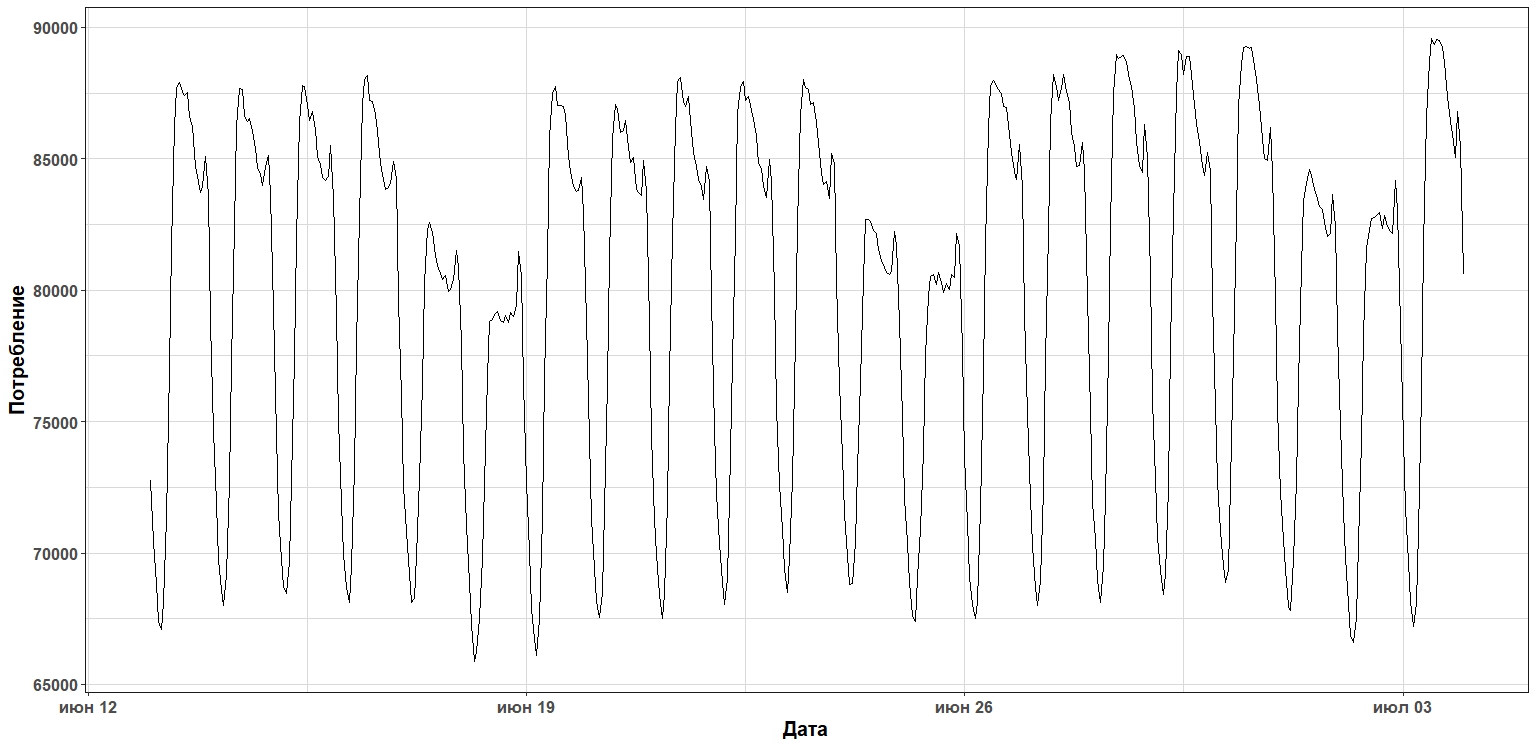 90000
85000
80000
75000
70000
65000
Потребление
июн 12
июн 19
июн 26
июл 03
Дата